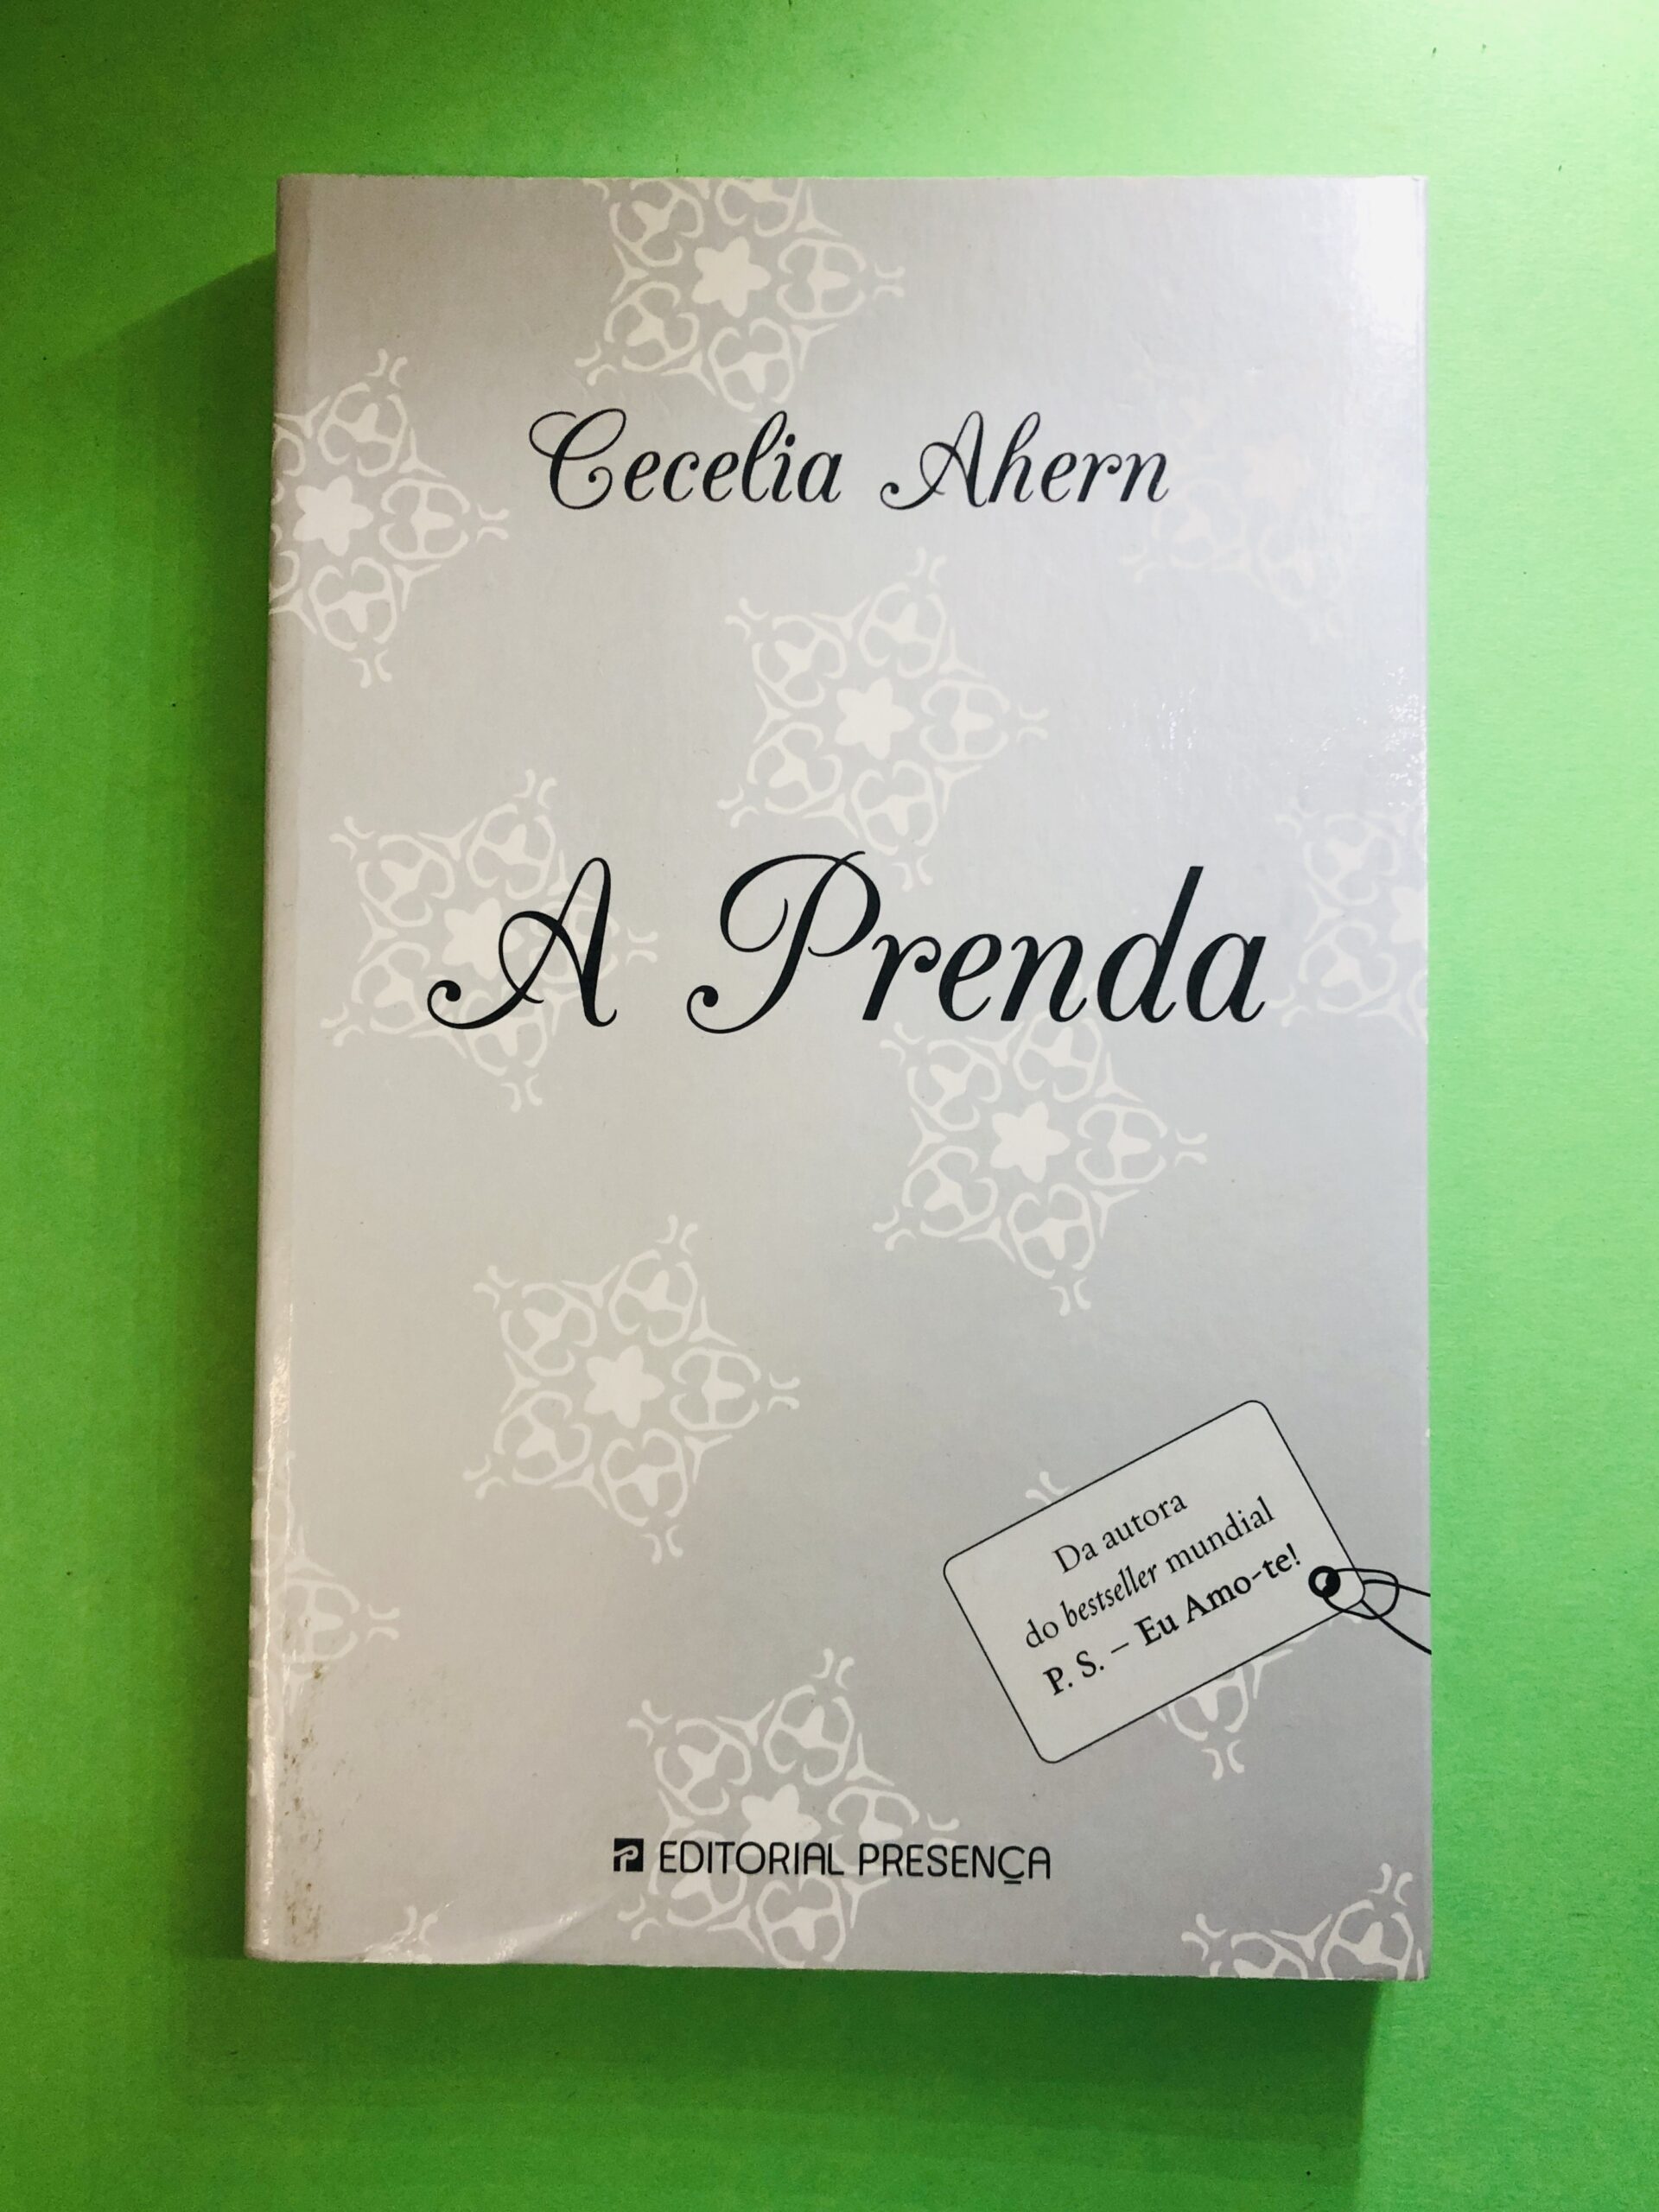 Cecelia Ahern
A Prenda
Da autora
do bestseller mundial
P. S. – Eu Amo-te!
EDITORIAL PRESENÇA